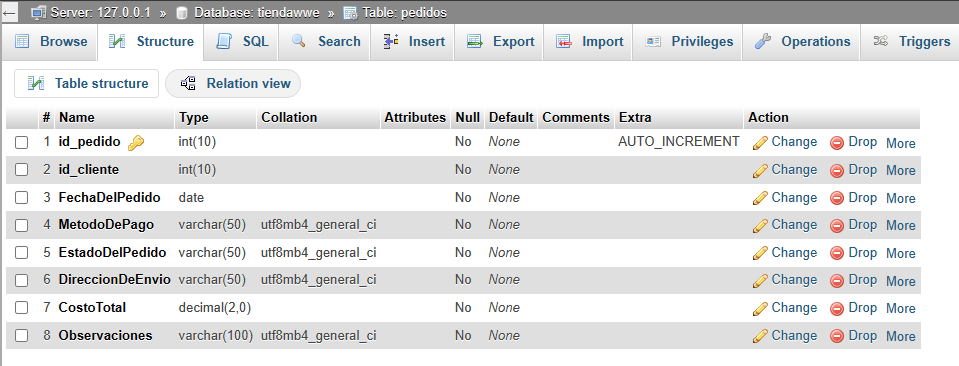 ← Server: 127.0.0.1 » Database: tiendawwe » Table: pedidos
Browse Structure SQL Search Insert Export Import Privileges Operations Triggers
Table structure Relation view
# Name Type Collation Attributes Null Default Comments Extra Action
1 id_pedido int(10) No None AUTO_INCREMENT Change Drop More
2 id_cliente int(10) No None Change Drop More
3 FechaDelPedido date No None Change Drop More
4 MetodoDePago varchar(50) utf8mb4_general_ci No None Change Drop More
5 EstadoDelPedido varchar(50) utf8mb4_general_ci No None Change Drop More
6 DireccionDeEnvio varchar(50) utf8mb4_general_ci No None Change Drop More
7 CostoTotal decimal(2,0) No None Change Drop More
8 Observaciones varchar(100) utf8mb4_general_ci No None Change Drop More